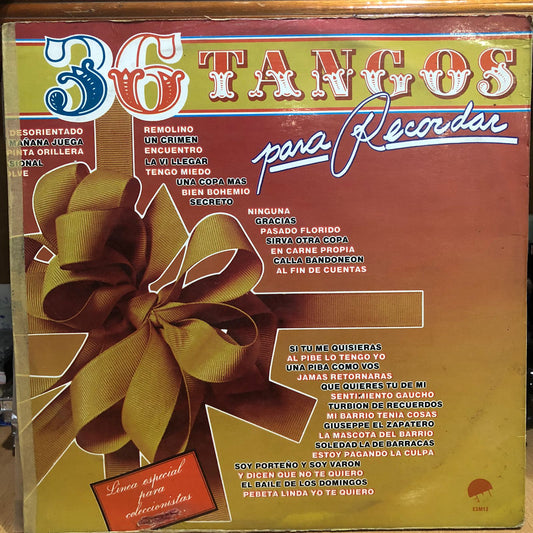 36 TANGOS
para Recordar
DESORIENTADO
MAÑANA JUEGA
PINTA ORILLERA
SIONAL
OLVE
REMOLINO
UN CRIMEN
ENCUENTRO
LA VI LLEGAR
TENGO MIEDO
UNA COPA MAS
BIEN BOHEMIO
SECRETO
NINGUNA
GRACIAS
PASADO FLORIDO
SIRVA OTRA COPA
EN CARNE PROPIA
CALLA BANDONEON
AL FIN DE CUENTAS
SI TU ME QUISIERAS
AL PIBE LO TENGO YO
UNA PIBA COMO VOS
JAMAS RETORNARAS
QUE QUIERES TU DE MI
SENTIMIENTO GAUCHO
TURBION DE RECUERDOS
MI BARRIO TENIA COSAS
GIUSEPPE EL ZAPATERO
LA MASCOTA DEL BARRIO
SOLEDAD LA DE BARRACAS
ESTOY PAGANDO LA CULPA
SOY PORTEÑO Y SOY VARON
Y DICEN QUE NO TE QUIERO
EL BAILE DE LOS DOMINGOS
PEBETA LINDA YO TE QUIERO
Linea especial
para
coleccionistas